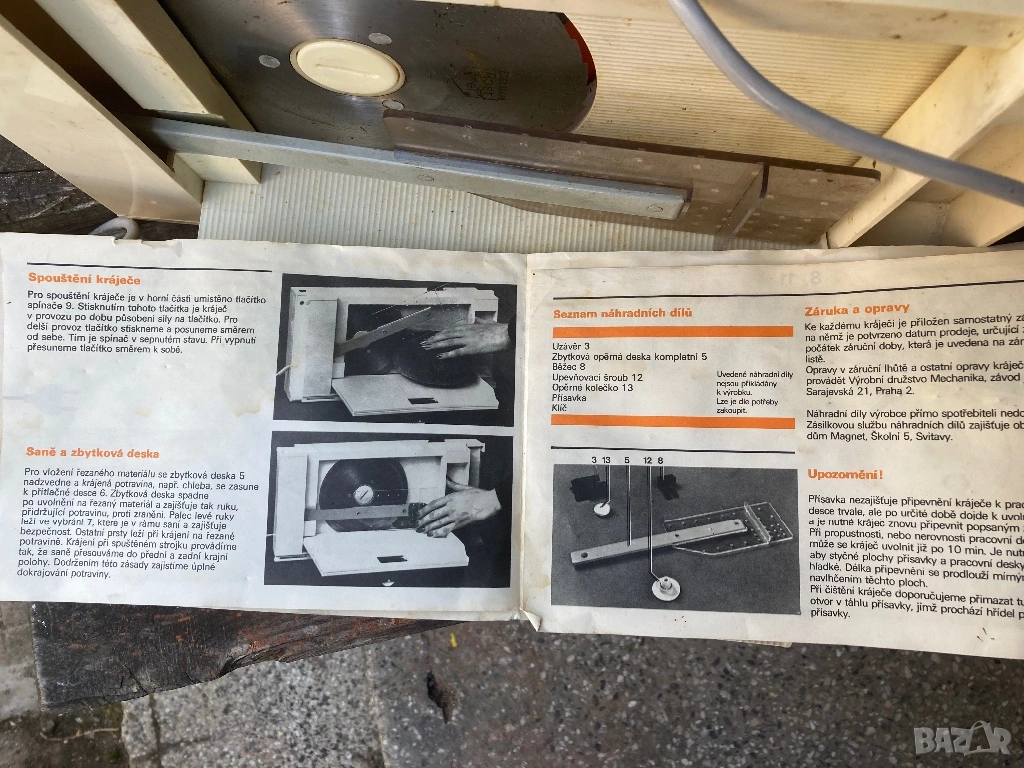 Spouštění kráječe
Pro spouštění kráječe je v horní části umístěno tlačítko
spínače 9. Stisknutím tohoto tlačítka je kráječ
v provozu po dobu působení síly na tlačítko. Pro
delší provoz tlačítko stiskneme a posuneme směrem
od sebe. Tím je spínač v sepnutém stavu. Při vypnutí
přesuneme tlačítko směrem k sobě.
Saně a zbytková deska
Pro vložení řezaného materiálu se zbytková deska 5
nadzvedne a krájená potravina, např. chleba, se zasune
k přítlačné desce 6. Zbytková deska spadne
po uvolnění na řezaný materiál a zajišťuje tak ruku,
přidržující potravinu, proti zranění. Palec levé ruky
leží ve vybrání 7, které je v rámu saní a zajišťuje
bezpečnost. Ostatní prsty leží při krájení na řezané
potravině. Krájení při spuštěném strojku provádíme
tak, že saně přesouváme do přední a zadní krajní
polohy. Dodržením této zásady zajistíme úplné
dokrajování potraviny.
Seznam náhradních dílů
Uzávěr 3
Zbytková opěrná deska kompletní 5
Běžec 8
Upevňovací šroub 12
Opěrné kolečko 13
Přísavka
Klíč
Uvedené náhradní díly
nejsou přikládány
k výrobku.
Lze je dle potřeby
zakoupit.
3 13 5 12 8
Záruka a opravy
Ke každému kráječi je přiložen samostatný
na němž je potvrzeno datum prodeje, určující
počátek záruční doby, která je uvedena na
listě.
Opravy v záruční lhůtě a ostatní opravy
provádět Výrobní družstvo Mechanika, závod
Sarajevská 21, Praha 2.
Náhradní díly výrobce přímo spotřebiteli
Zásilkovou službu náhradních dílů zajišťuje
dům Magnet, Školní 5, Svitavy.
Upozornění!
Přísavka nezajišťuje připevnění kráječe k
desce trvale, ale po určité době dojde k
a je nutné kráječ znovu připevnit popsaným
Při propustnosti, nebo nerovnosti pracovní
může se kráječ uvolnit již po 10 min. Je
aby styčné plochy přísavky a pracovní desky
hladké. Délka připevnění se prodlouží
navlhčením těchto ploch.
Při čištění kráječe doporučujeme přimazat
otvor v táhlu přísavky, jímž prochází hřídel
přísavky.
BAZAR